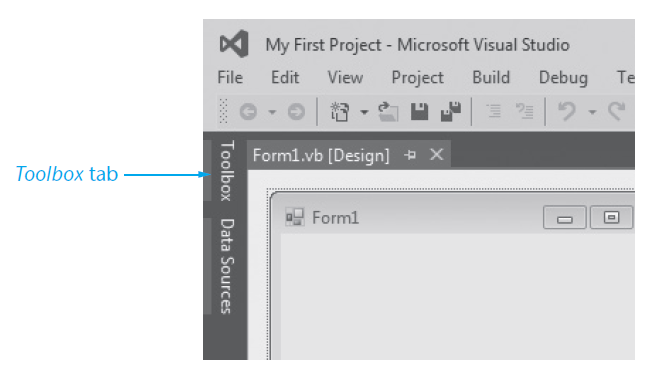 My First Project - Microsoft Visual Studio
File Edit View Project Build Debug Te
Toolbox tab
Toolbox
Form1.vb [Design]
Form1
Data Sources